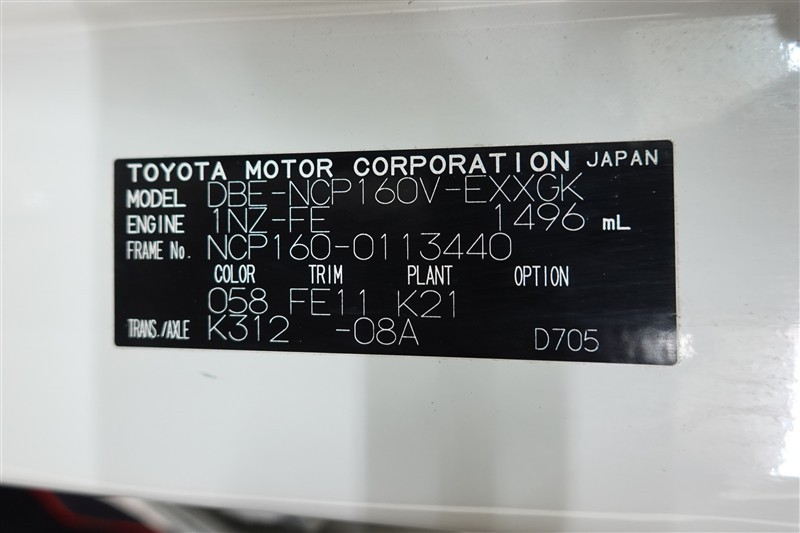 TOYOTA MOTOR CORPORATION JAPAN
MODEL DBE-NCP160V-EXXGK
ENGINE 1NZ-FE 1496 mL
FRAME No. NCP160-0113440
COLOR TRIM PLANT OPTION
058 FE11 K21
TRANS./AXLE K312 -08A D705